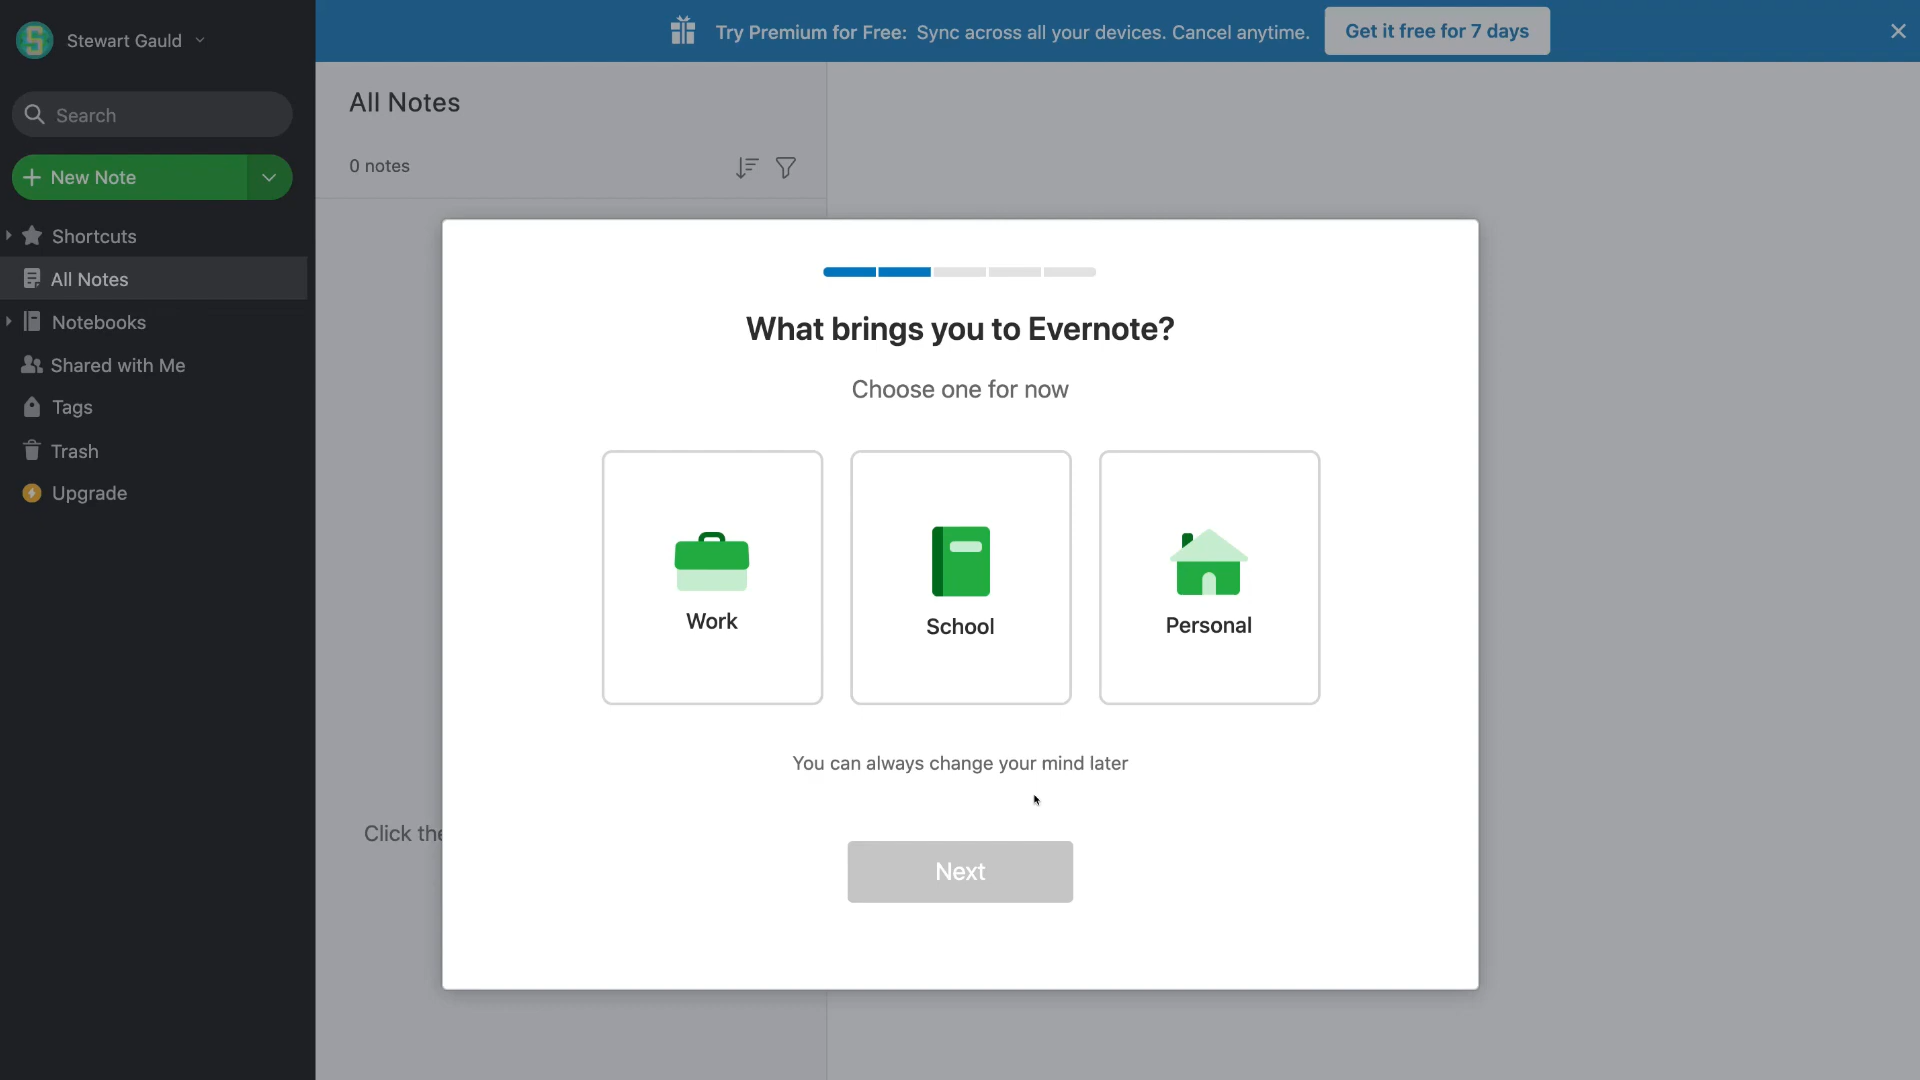 Stewart Gauld
Try Premium for Free: Sync across all your devices. Cancel anytime.
Get it free for 7 days
Search
New Note
Shortcuts
All Notes
Notebooks
Shared with Me
Tags
Trash
Upgrade
All Notes
0 notes
What brings you to Evernote?
Choose one for now
Work
School
Personal
You can always change your mind later
Click the
Next